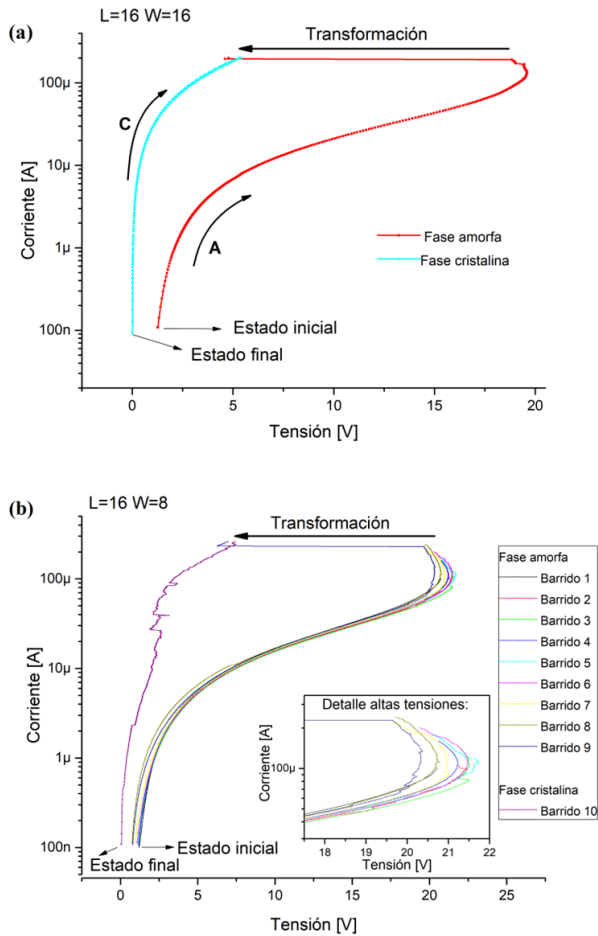 (a)
L=16 W=16
Transformación
100µ
10µ
1µ
100n
Corriente [A]
C
A
Fase amorfa
Fase cristalina
Estado inicial
Estado final
0
5
10
15
20
Tensión [V]
(b)
L=16 W=8
Transformación
100µ
10µ
1µ
100n
Corriente [A]
Fase amorfa
Barrido 1
Barrido 2
Barrido 3
Barrido 4
Barrido 5
Barrido 6
Barrido 7
Barrido 8
Barrido 9
Fase cristalina
Barrido 10
Detalle altas tensiones:
Corriente [A]
100µ
18
19
20
21
22
Tensión [V]
Estado inicial
Estado final
0
5
10
15
20
25
Tensión [V]